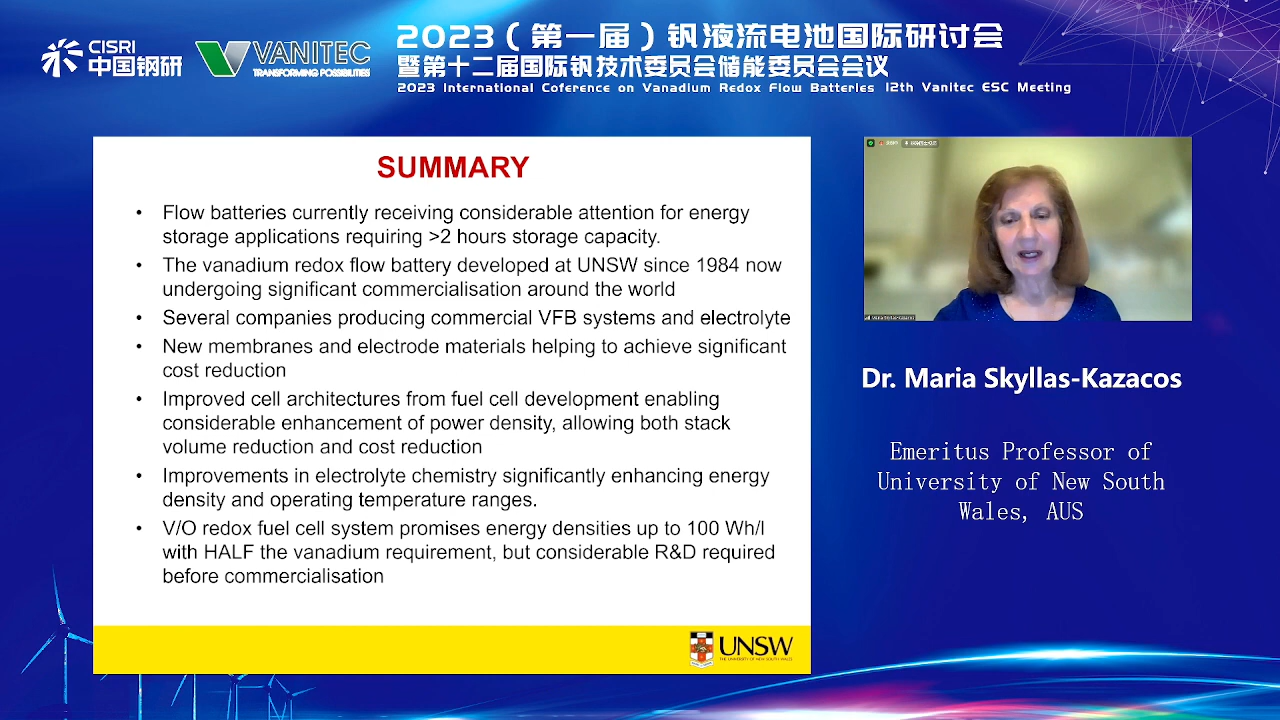 CISRI
中国钢研
VANITEC
TRANSFORMING POSSIBILITIES
2023（第一届）钒液流电池国际研讨会
暨第十二届国际钒技术委员会储能委员会会议
2023 International Coference on Vanadium Redox Flow Batteries 12th Vanitec ESC Meeting
SUMMARY
• Flow batteries currently receiving considerable attention for energy
storage applications requiring >2 hours storage capacity.
• The vanadium redox flow battery developed at UNSW since 1984 now
undergoing significant commercialisation around the world
• Several companies producing commercial VFB systems and electrolyte
• New membranes and electrode materials helping to achieve significant
cost reduction
• Improved cell architectures from fuel cell development enabling
considerable enhancement of power density, allowing both stack
volume reduction and cost reduction
• Improvements in electrolyte chemistry significantly enhancing energy
density and operating temperature ranges.
• V/O redox fuel cell system promises energy densities up to 100 Wh/l
with HALF the vanadium requirement, but considerable R&D required
before commercialisation
UNSW
THE UNIVERSITY OF NEW SOUTH WALES
Maria Skyllas-Kazacos
Dr. Maria Skyllas-Kazacos
Emeritus Professor of
University of New South
Wales, AUS